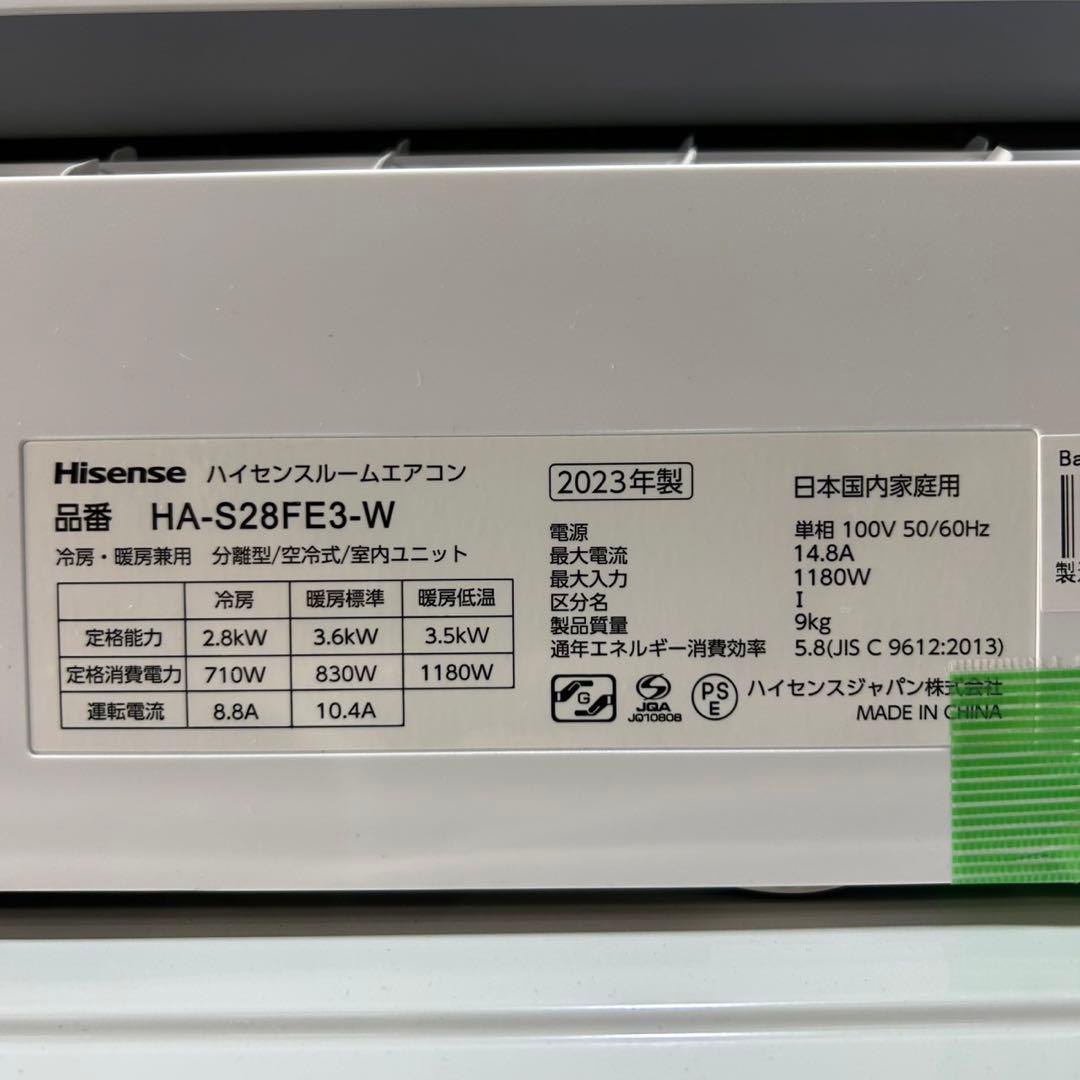 Hisense ハイセンスルームエアコン
品番 HA-S28FE3-W
冷房・暖房兼用 分離型/空冷式/室内ユニット
冷房 暖房標準 暖房低温
定格能力 2.8kW 3.6kW 3.5kW
定格消費電力 710W 830W 1180W
運転電流 8.8A 10.4A
2023年製 日本国内家庭用
電源 単相 100V 50/60Hz
最大電流 14.8A
最大入力 1180W
区分名 I
製品質量 9kg
通年エネルギー消費効率 5.8(JIS C 9612:2013)
G JQA JQ1080B PSE ハイセンスジャパン株式会社
MADE IN CHINA
Ba